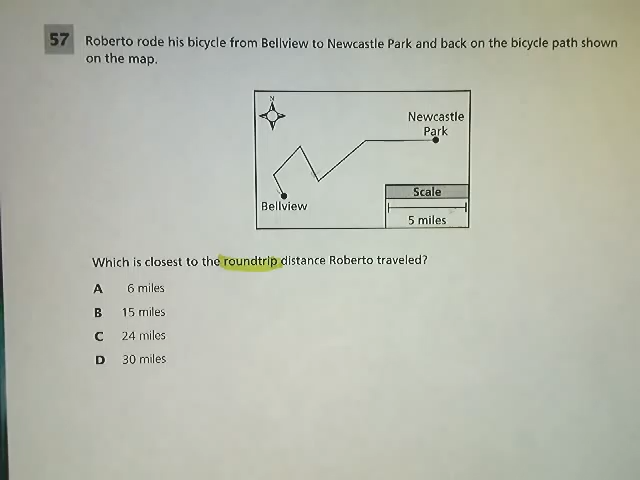 57 Roberto rode his bicycle from Bellview to Newcastle Park and back on the bicycle path shown
on the map.
N
Newcastle
Park
Scale
Bellview
5 miles
Which is closest to the roundtrip distance Roberto traveled?
A 6 miles
B 15 miles
C 24 miles
D 30 miles